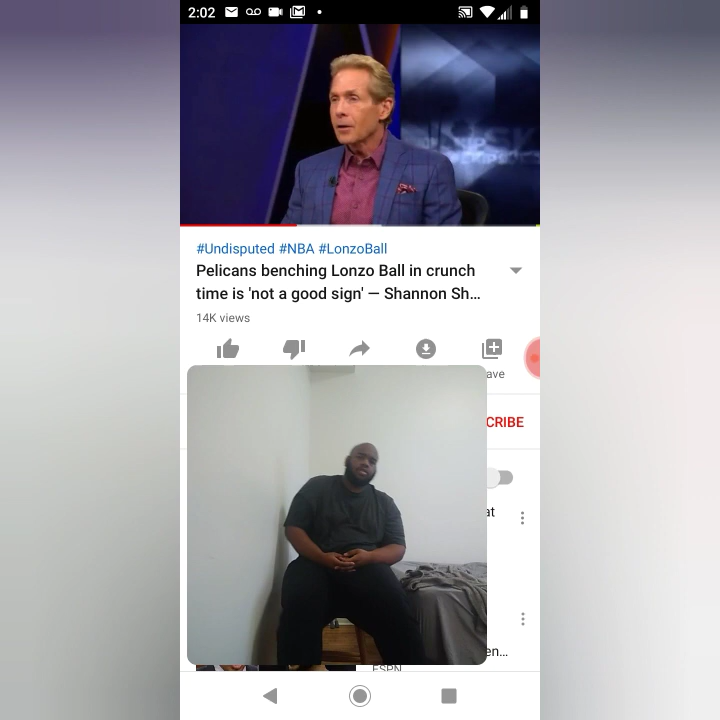 2:02
#Undisputed #NBA #LonzoBall
Pelicans benching Lonzo Ball in crunch
time is 'not a good sign' — Shannon Sh...
14K views
ave
CRIBE
at
en...
ESPN